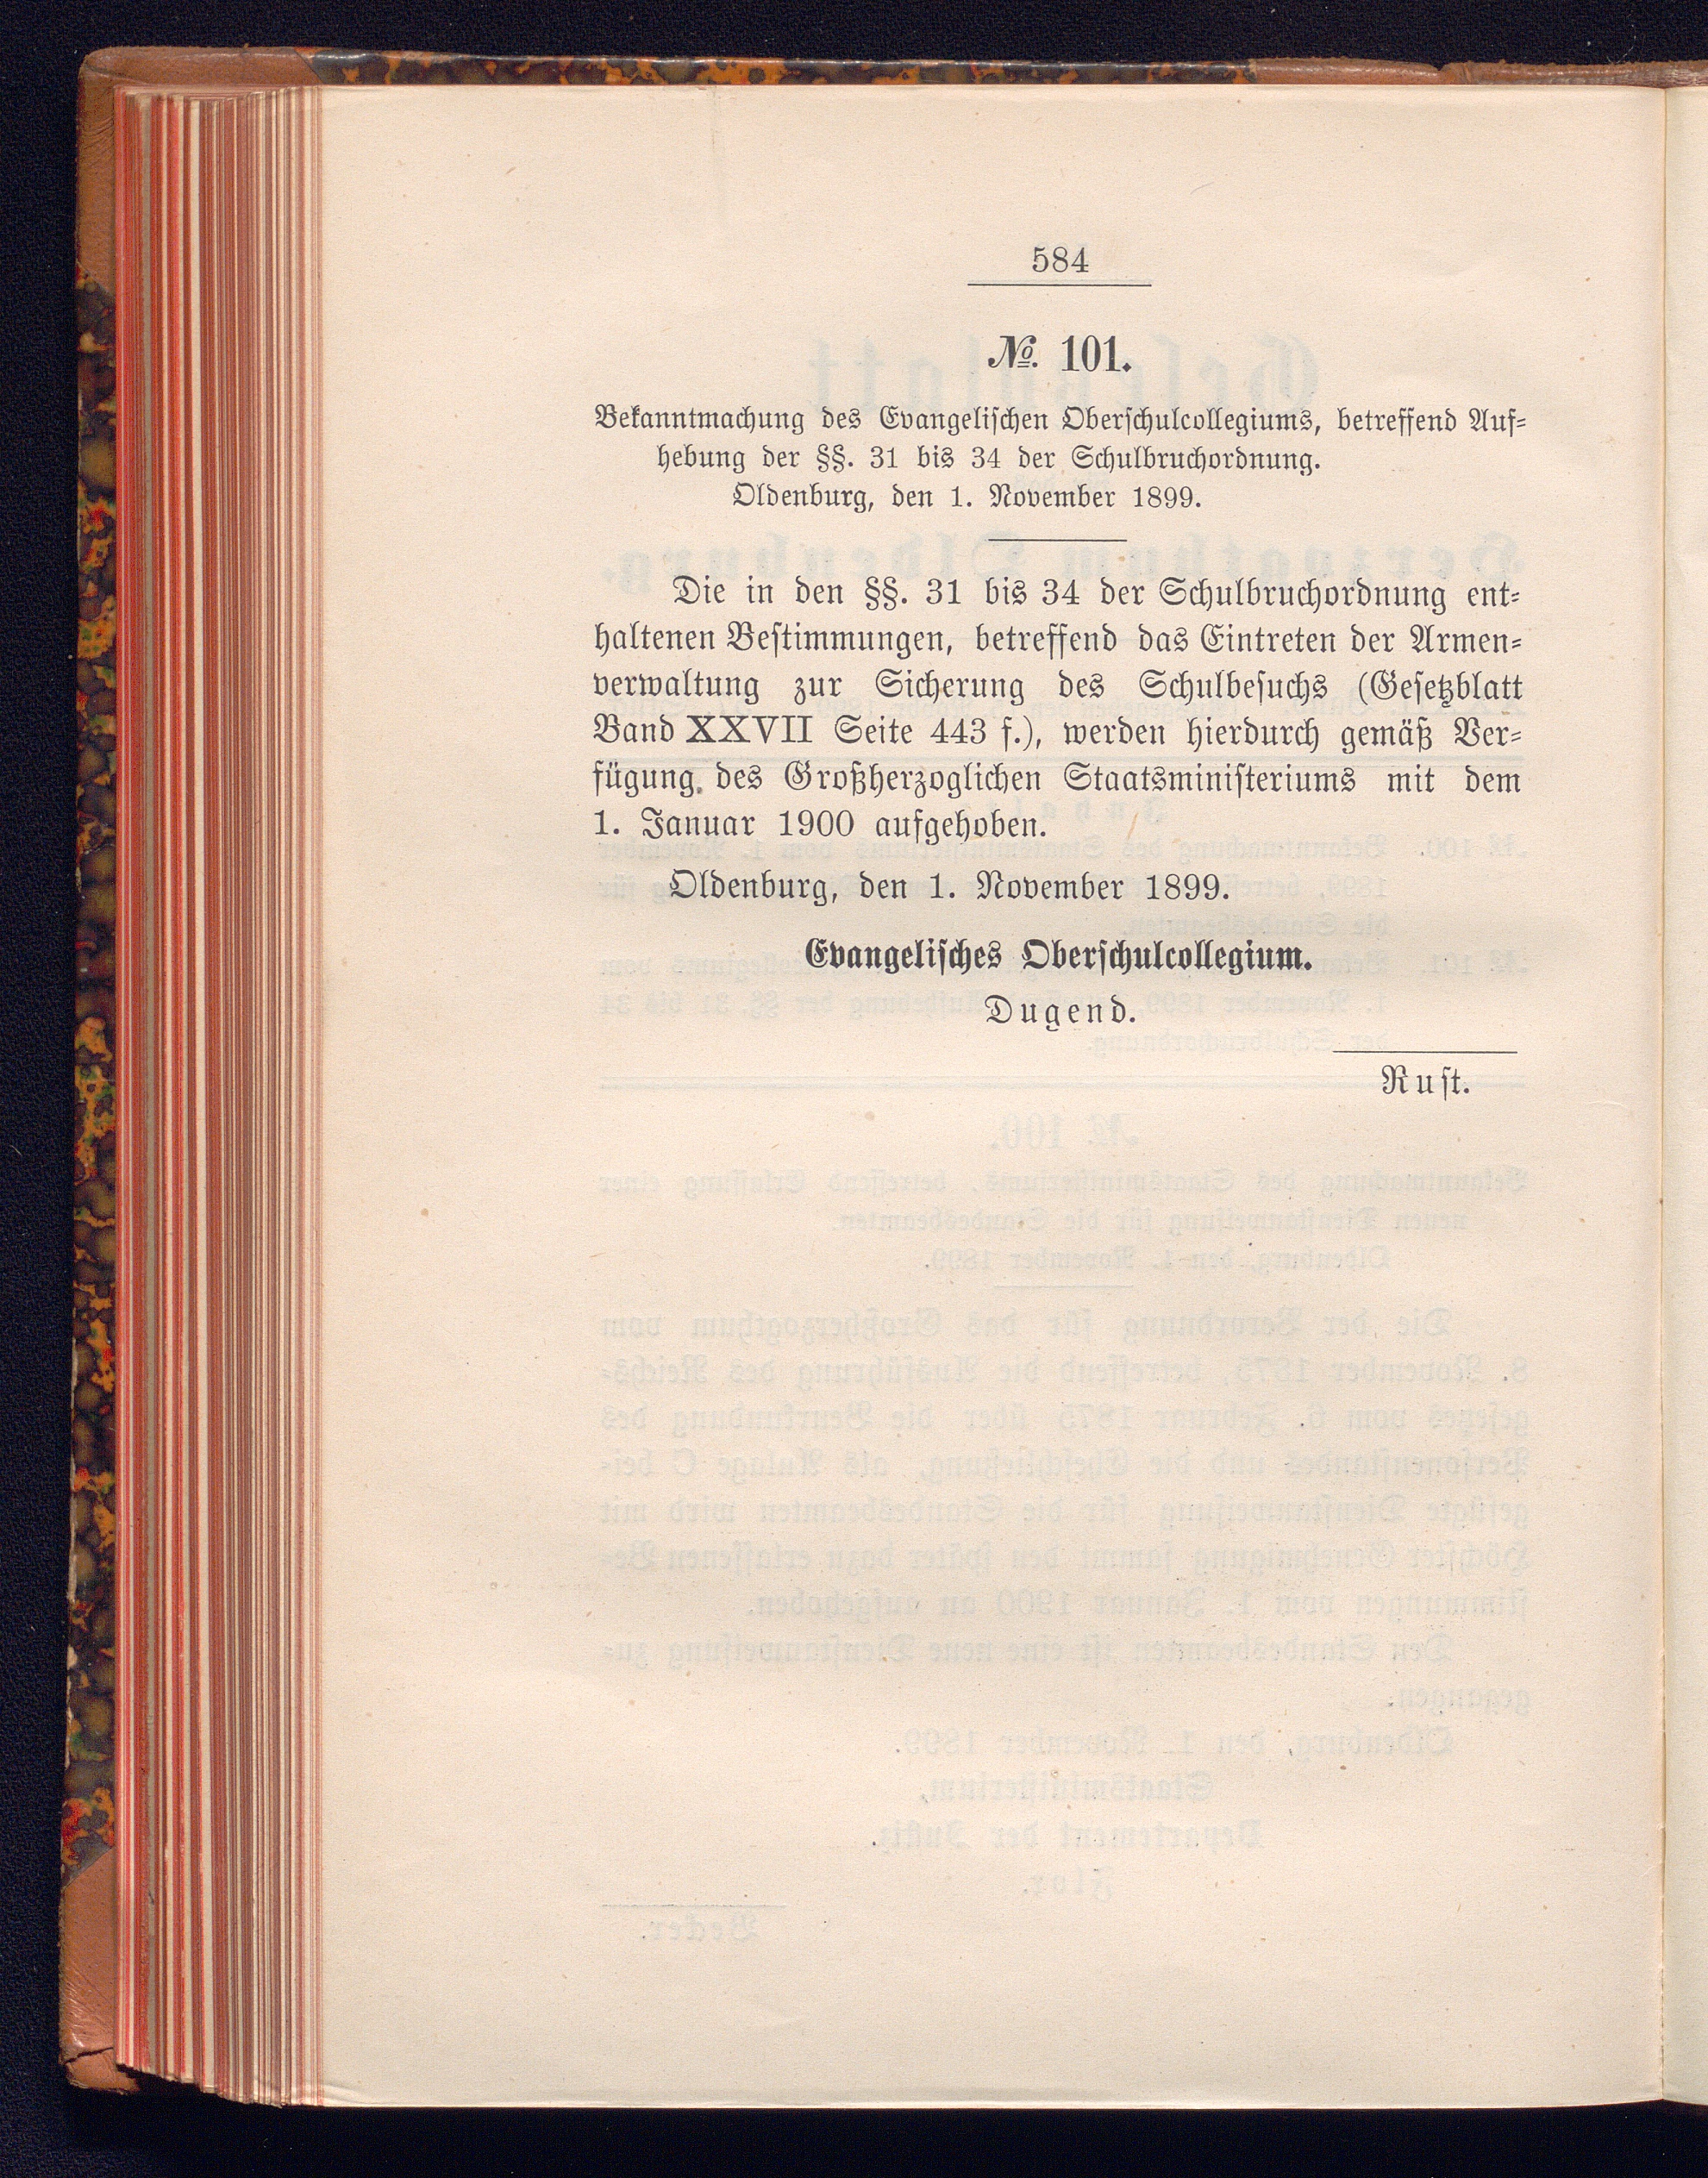 584
№. 101.
Bekanntmachung des Evangelischen Oberschulcollegiums, betreffend Auf-
hebung der §§. 31 bis 34 der Schulbruchordnung.
Oldenburg, den 1. November 1899.
Die in den §§. 31 bis 34 der Schulbruchordnung ent-
haltenen Bestimmungen, betreffend das Eintreten der Armen-
verwaltung zur Sicherung des Schulbesuchs (Gesetzblatt
Band XXVII Seite 443 f.), werden hierdurch gemäß Ver-
fügung des Großherzoglichen Staatsministeriums mit dem
1. Januar 1900 aufgehoben.
Oldenburg, den 1. November 1899.
Evangelisches Oberschulcollegium.
Dugend.
Rust.